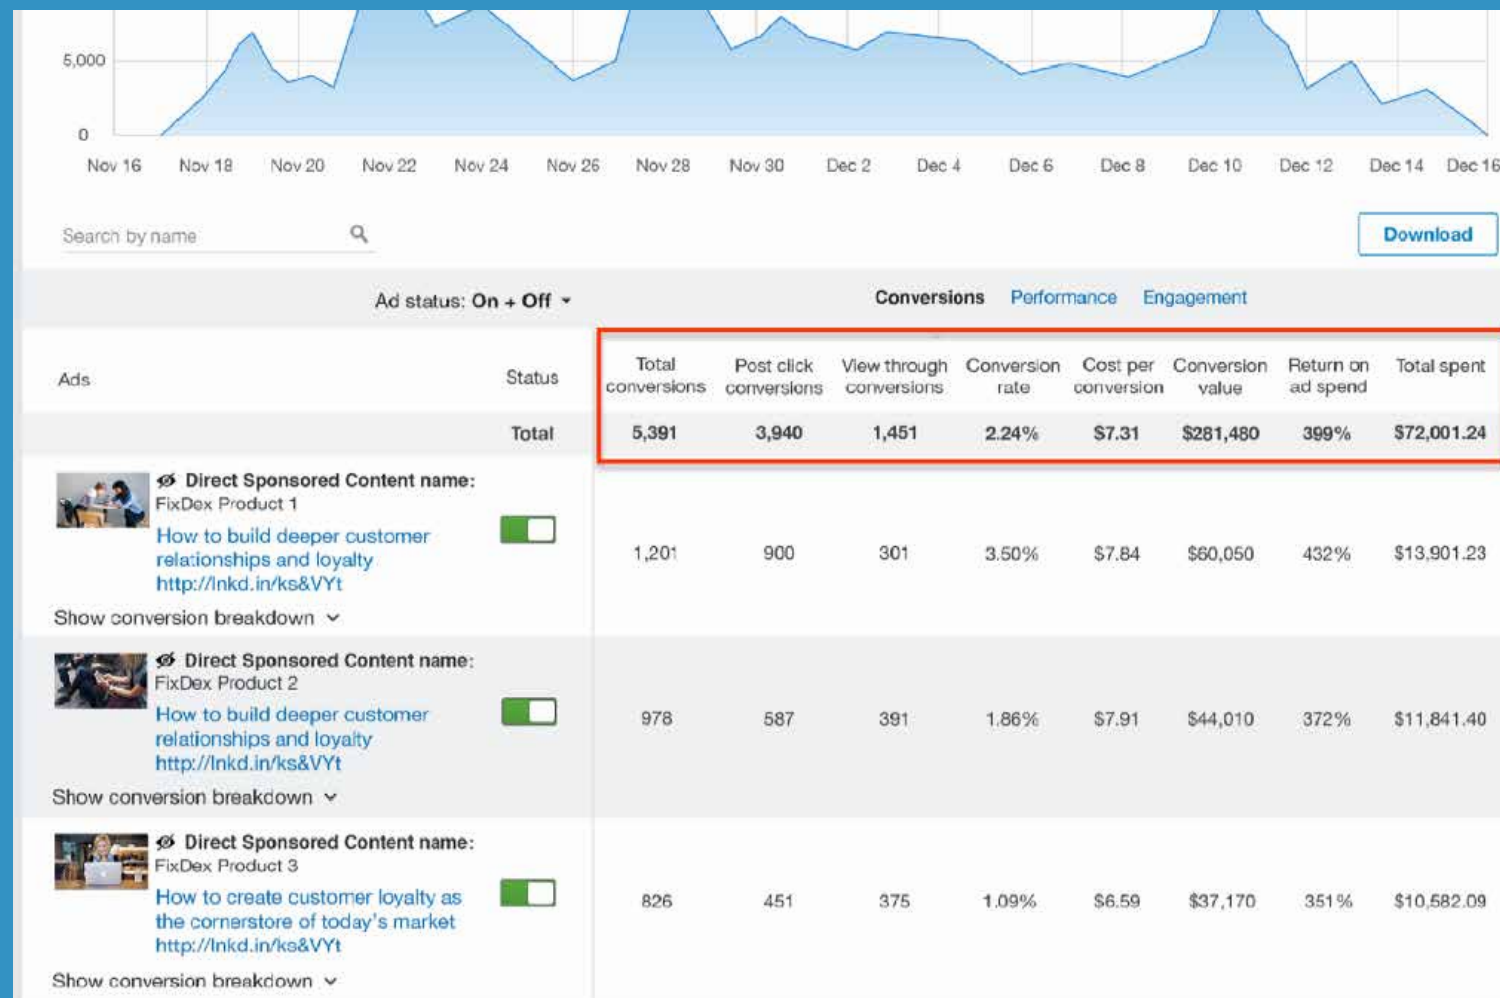 5,000
0
Nov 16 Nov 18 Nov 20 Nov 22 Nov 24 Nov 26 Nov 28 Nov 30 Dec 2 Dec 4 Dec 6 Dec 8 Dec 10 Dec 12 Dec 14 Dec 16
Search by name
Download
Ad status: On + Off
Conversions Performance Engagement
Ads
Status
Total conversions
Post click conversions
View through conversions
Conversion rate
Cost per conversion
Conversion value
Return on ad spend
Total spent
Total 5,391 3,940 1,451 2.24% $7.31 $281,480 399% $72,001.24
Direct Sponsored Content name:
FixDex Product 1
How to build deeper customer
relationships and loyalty
http://lnkd.in/ks&VYt
1,201 900 301 3.50% $7.84 $60,050 432% $13,901.23
Show conversion breakdown
Direct Sponsored Content name:
FixDex Product 2
How to build deeper customer
relationships and loyalty
http://lnkd.in/ks&VYt
978 587 391 1.86% $7.91 $44,010 372% $11,841.40
Show conversion breakdown
Direct Sponsored Content name:
FixDex Product 3
How to create customer loyalty as
the cornerstore of today's market
http://lnkd.in/ks&VYt
826 451 375 1.09% $6.59 $37,170 351% $10,582.09
Show conversion breakdown